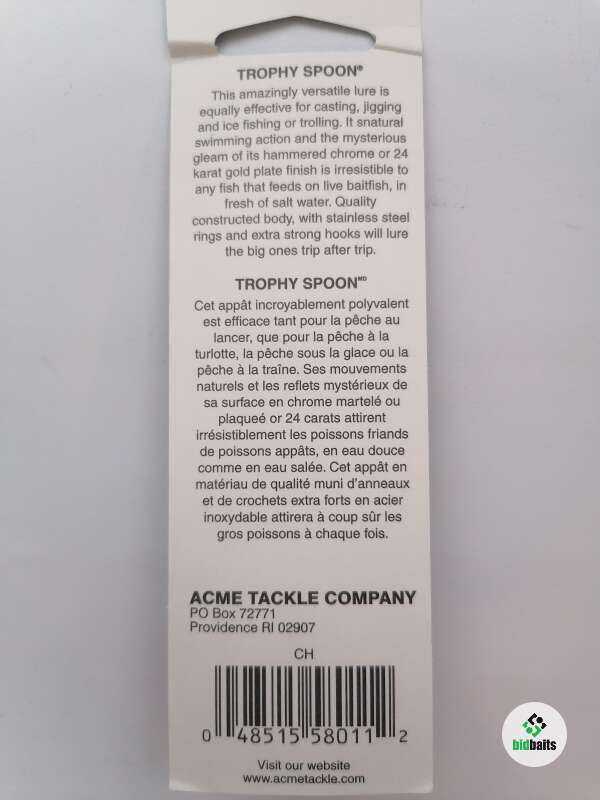 TROPHY SPOON®
This amazingly versatile lure is
equally effective for casting, jigging
and ice fishing or trolling. It snatural
swimming action and the mysterious
gleam of its hammered chrome or 24
karat gold plate finish is irresistible to
any fish that feeds on live baitfish, in
fresh of salt water. Quality
constructed body, with stainless steel
rings and extra strong hooks will lure
the big ones trip after trip.
TROPHY SPOONMD
Cet appât incroyablement polyvalent
est efficace tant pour la pêche au
lancer, que pour la pêche à la
turlotte, la pêche sous la glace ou la
pêche à la traîne. Ses mouvements
naturels et les reflets mystérieux de
sa surface en chrome martelé ou
plaqueé or 24 carats attirent
irrésistiblement les poissons friands
de poissons appâts, en eau douce
comme en eau salée. Cet appât en
matériau de qualité muni d'anneaux
et de crochets extra forts en acier
inoxydable attirera à coup sûr les
gros poissons à chaque fois.
ACME TACKLE COMPANY
PO Box 72771
Providence RI 02907
CH
0 48515 58011 2
Visit our website
www.acmetackle.com
bidbaits